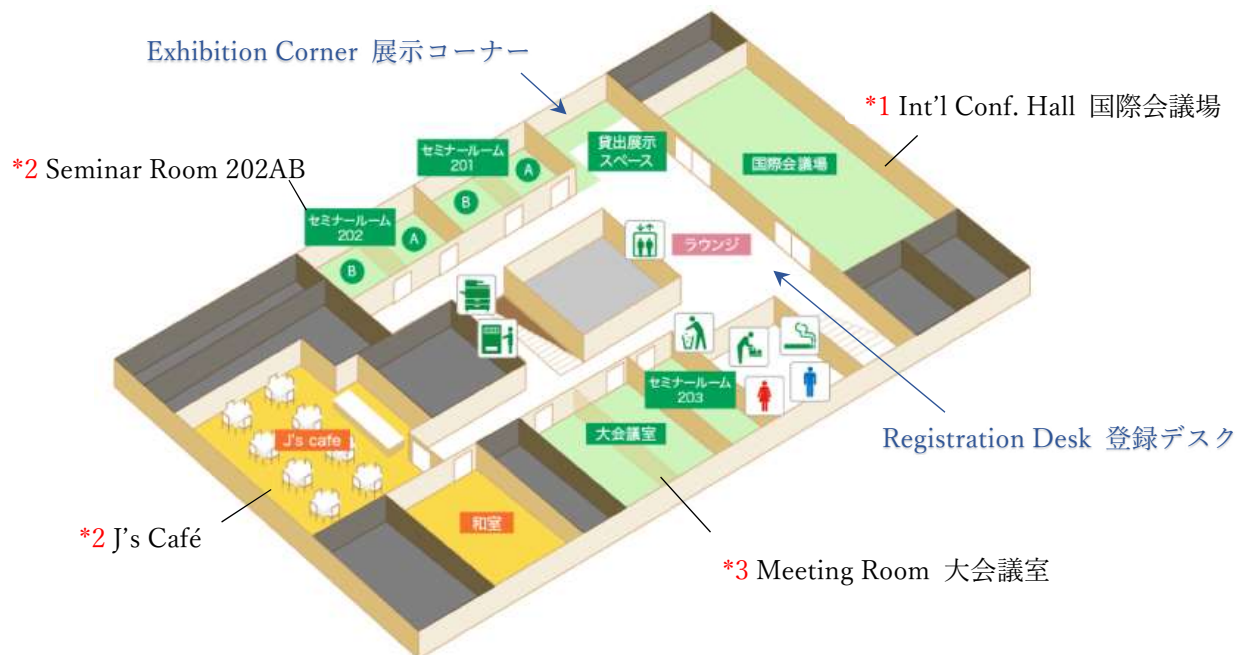 Exhibition Corner 展示コーナー
*1 Int'l Conf. Hall 国際会議場
*2 Seminar Room 202AB
セミナールーム
201
A
B
貸出展示
スペース
国際会議場
セミナールーム
202
A
B
ラウンジ
セミナールーム
203
大会議室
J's cafe
和室
Registration Desk 登録デスク
*2 J's Café
*3 Meeting Room 大会議室